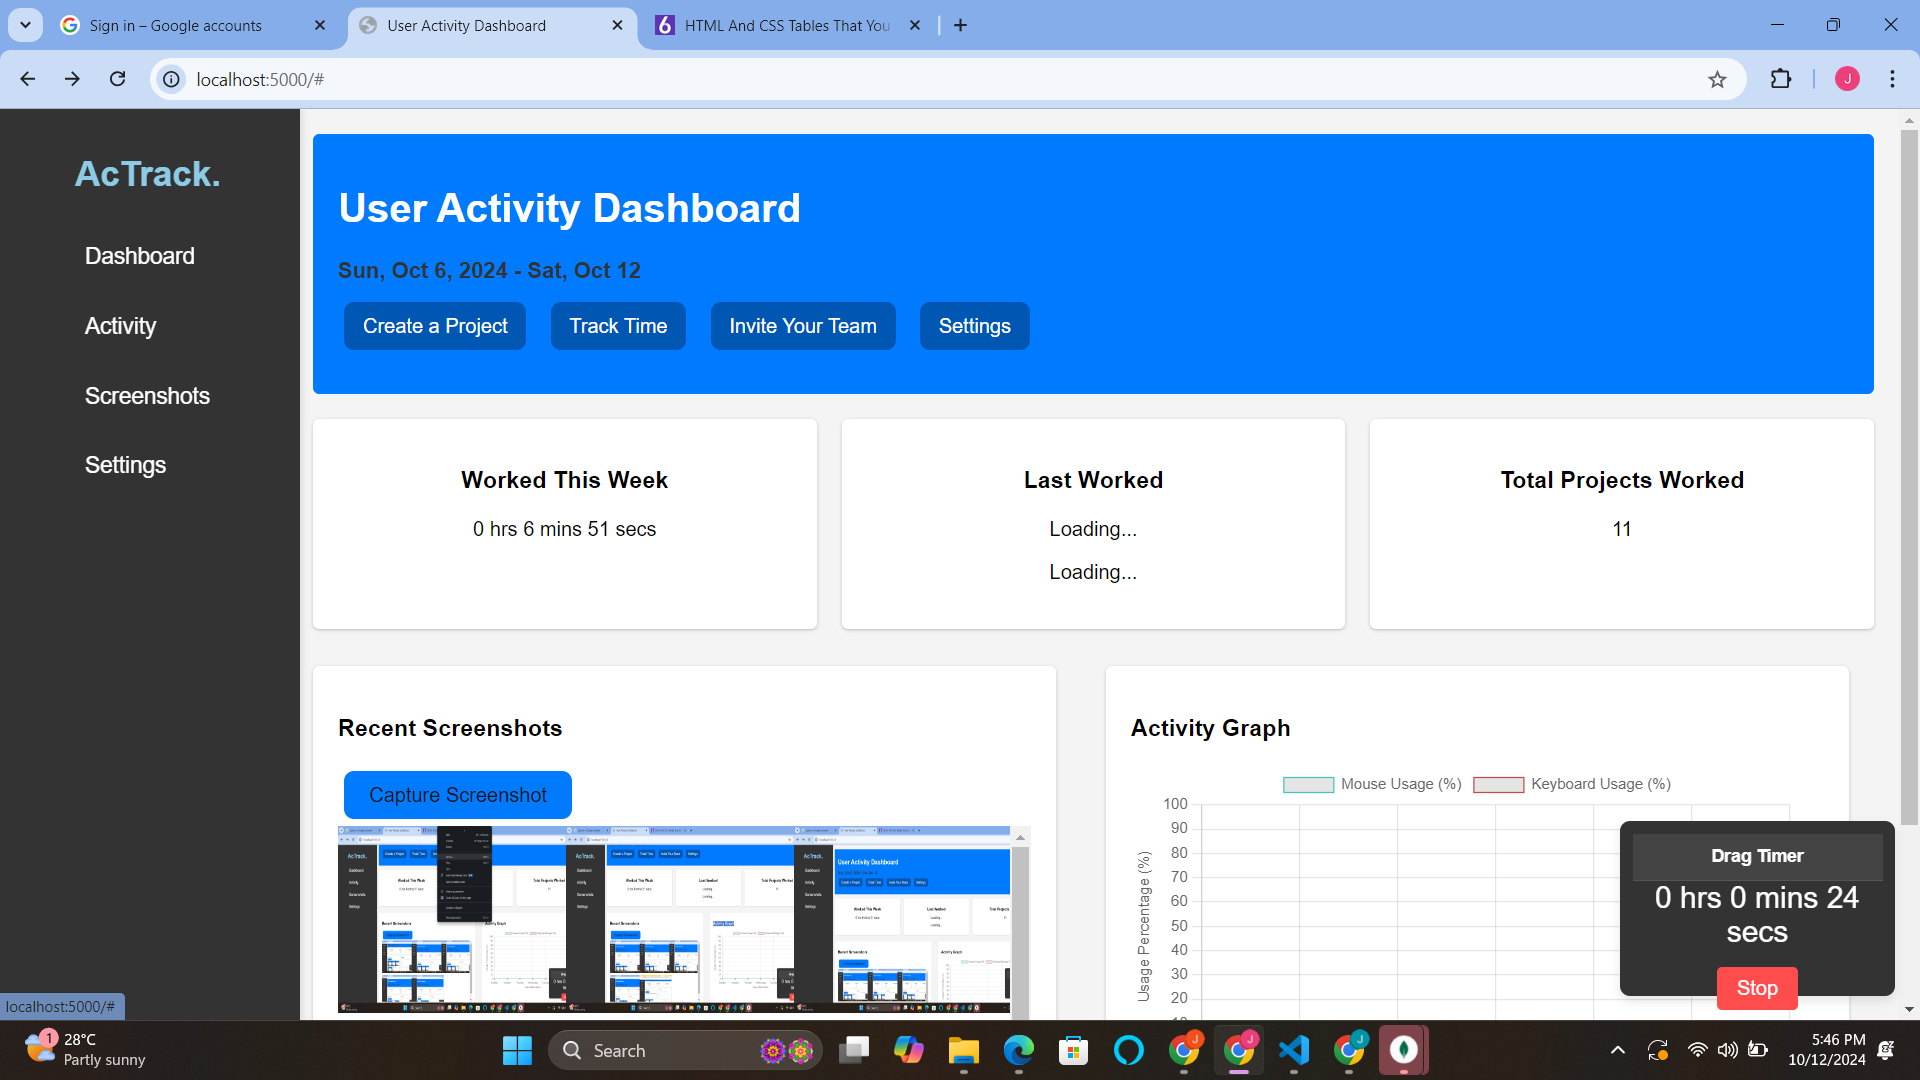 Sign in – Google accounts
User Activity Dashboard
HTML And CSS Tables That You
localhost:5000/#
J
AcTrack.
Dashboard
Activity
Screenshots
Settings
User Activity Dashboard
Sun, Oct 6, 2024 - Sat, Oct 12
Create a Project
Track Time
Invite Your Team
Settings
Worked This Week
0 hrs 6 mins 51 secs
Last Worked
Loading...
Loading...
Total Projects Worked
11
Recent Screenshots
Capture Screenshot
Activity Graph
Mouse Usage (%)
Keyboard Usage (%)
Usage Percentage (%)
100
90
80
70
60
50
40
30
20
Drag Timer
0 hrs 0 mins 24
secs
Stop
localhost:5000/#
1
28°C
Partly sunny
Search
5:46 PM
10/12/2024